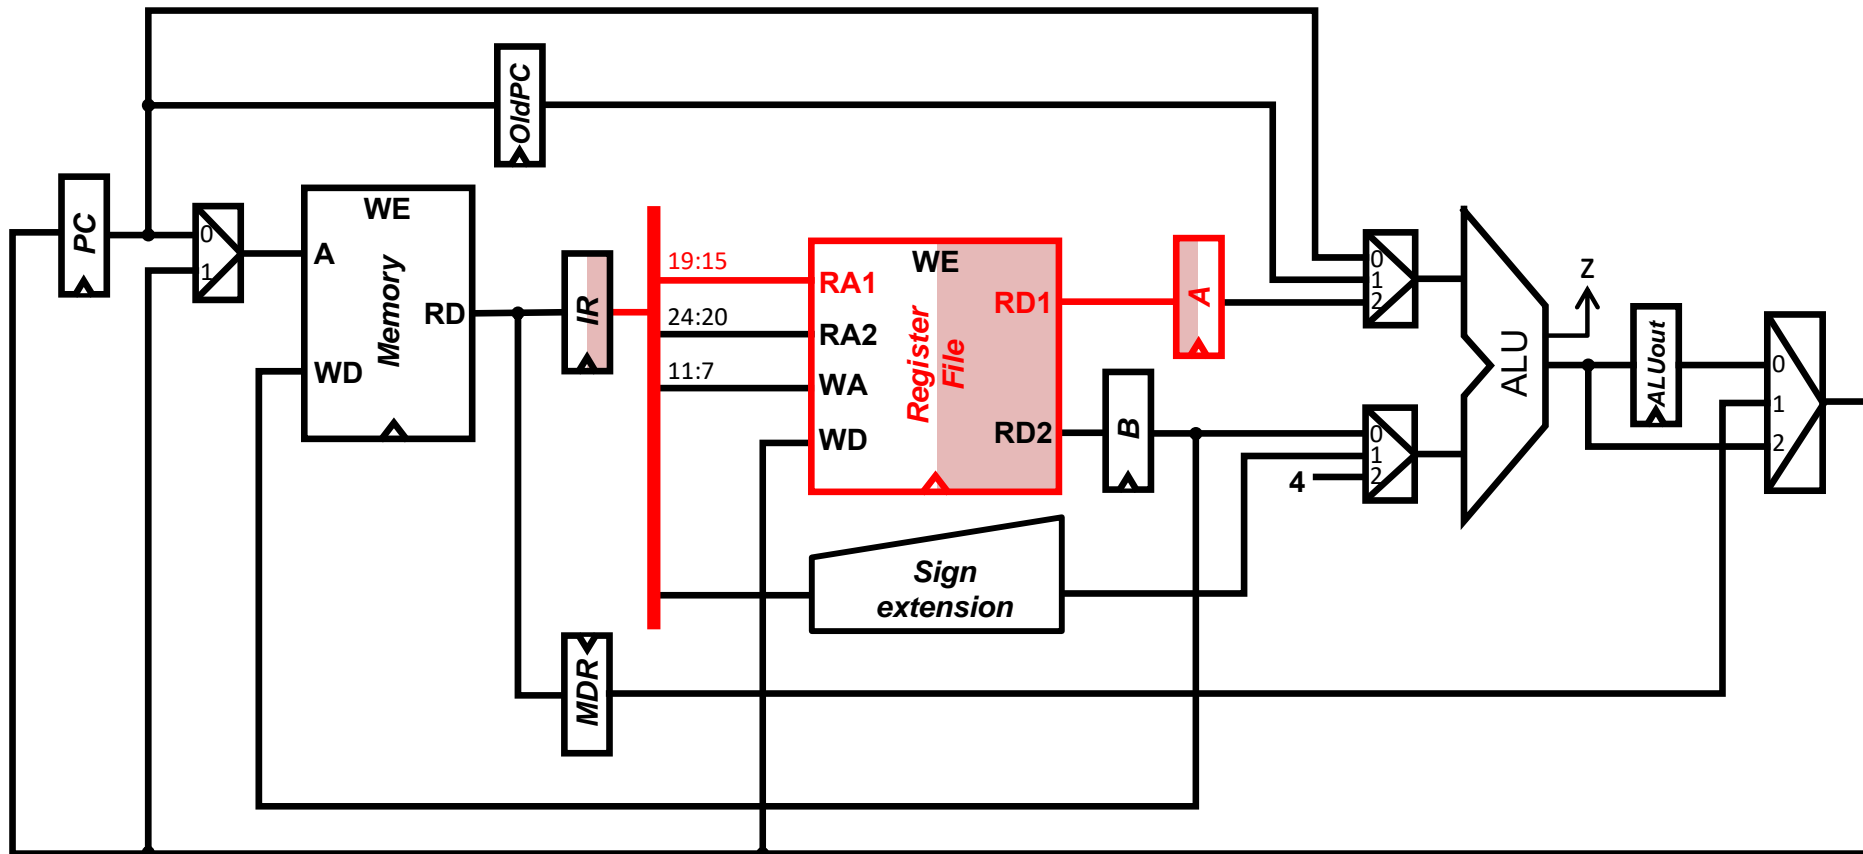 OldPC
PC
0
1
A
WE
Memory
RD
WD
IR
19:15
24:20
11:7
RA1
RA2
WA
WD
WE
Register
File
RD1
RD2
A
B
Sign
extension
MDR
0
1
2
0
1
2
4
ALU
Z
ALUout
0
1
2